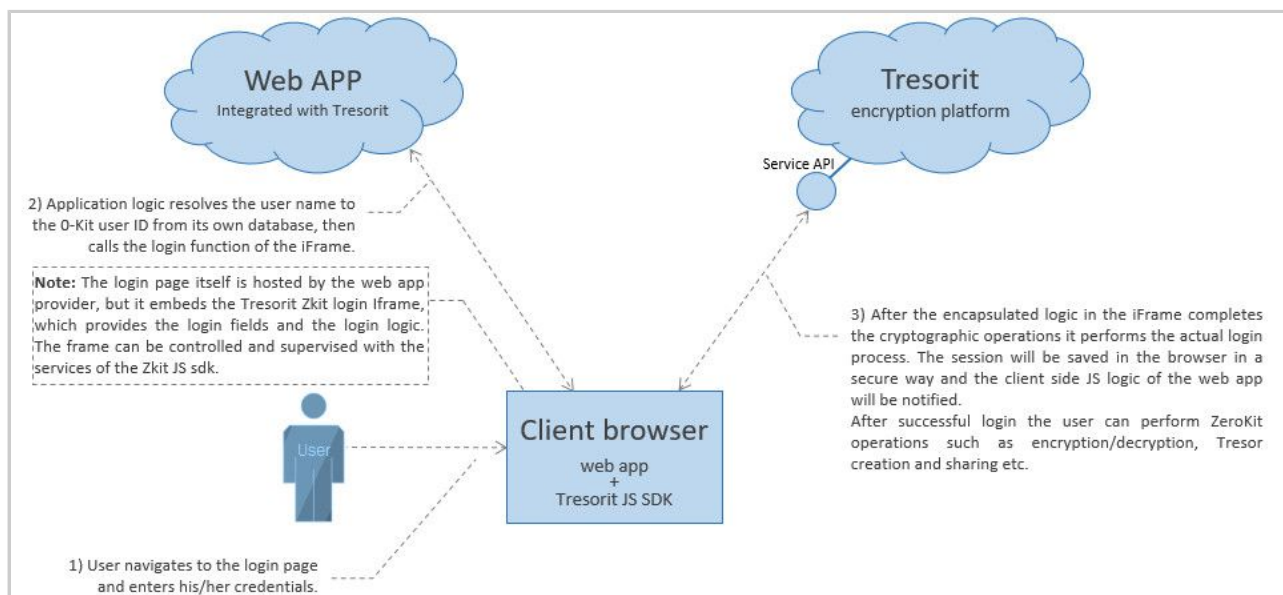 Web APP
Integrated with Tresorit
Tresorit
encryption platform
Service API
2) Application logic resolves the user name to
the 0-Kit user ID from its own database, then
calls the login function of the iFrame.
Note: The login page itself is hosted by the web app
provider, but it embeds the Tresorit Zkit login Iframe,
which provides the login fields and the login logic.
The frame can be controlled and supervised with the
services of the Zkit JS sdk.
3) After the encapsulated logic in the iFrame completes
the cryptographic operations it performs the actual login
process. The session will be saved in the browser in a
secure way and the client side JS logic of the web app
will be notified.
After successful login the user can perform ZeroKit
operations such as encryption/decryption, Tresor
creation and sharing etc.
User
Client browser
web app
+
Tresorit JS SDK
1) User navigates to the login page
and enters his/her credentials.